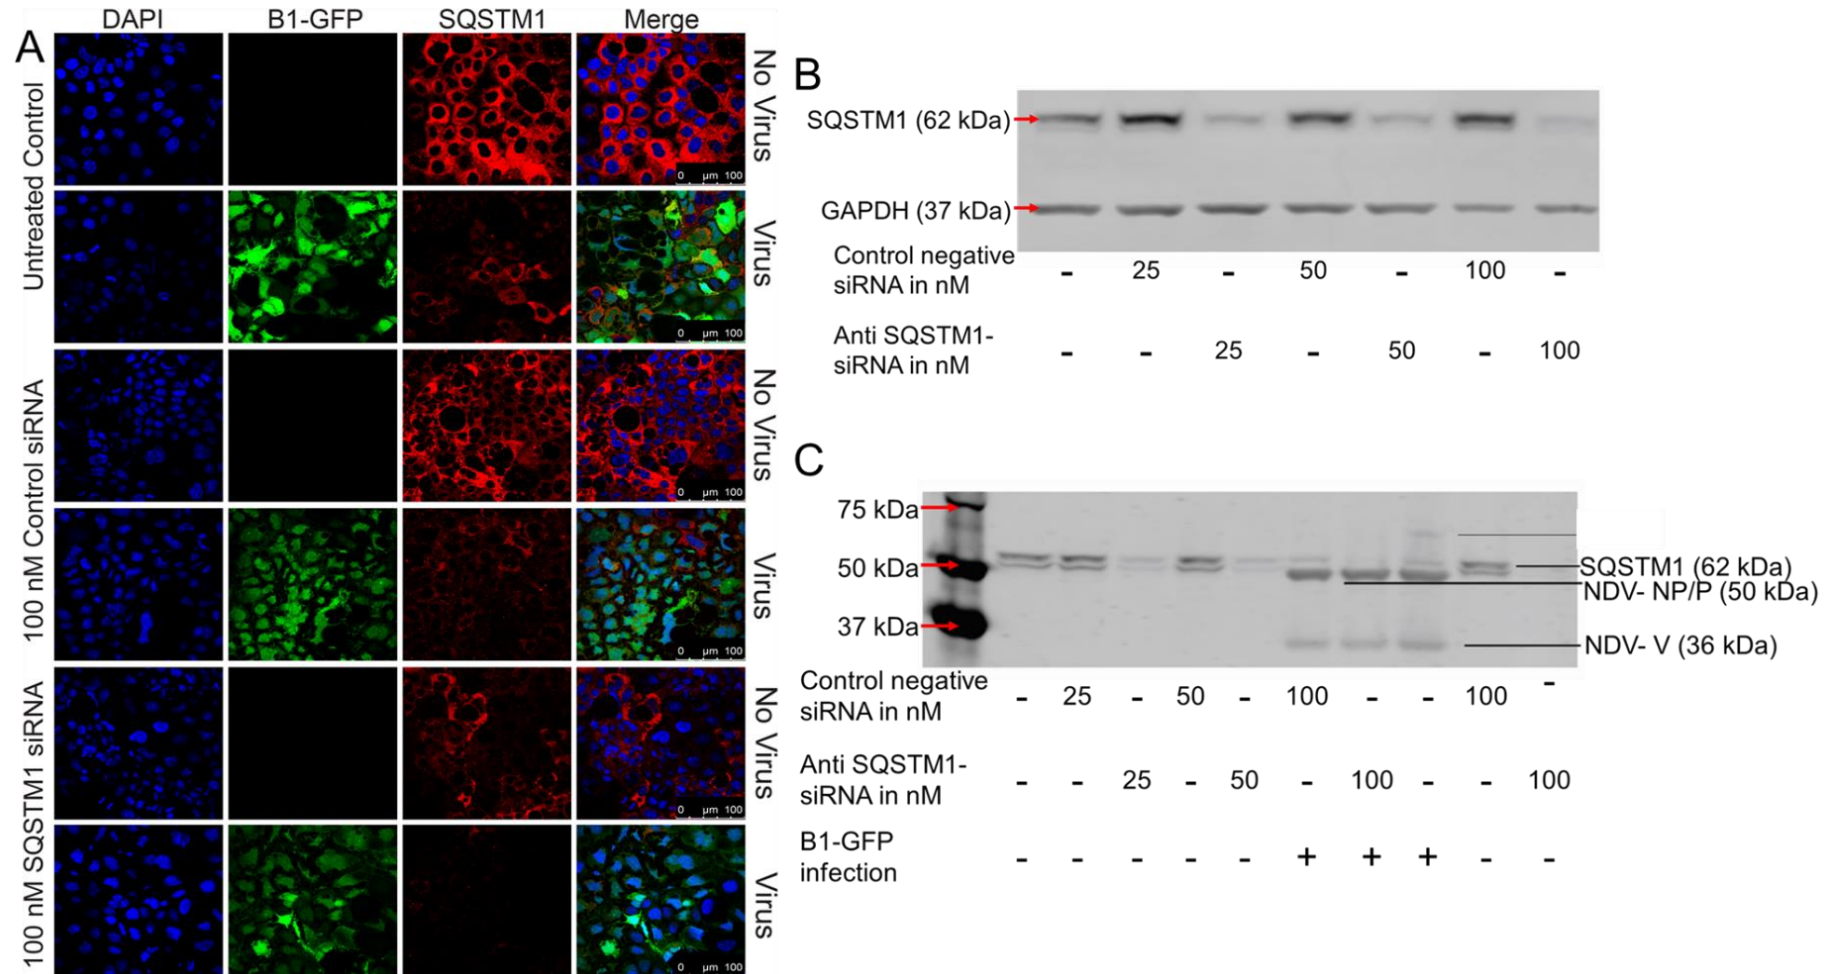 A
DAPI B1-GFP SQSTM1 Merge
Untreated Control
No Virus
0 µm 100
Virus
0 µm 100
100 nM Control siRNA
No Virus
0 µm 100
Virus
0 µm 100
100 nM SQSTM1 siRNA
No Virus
0 µm 100
Virus
0 µm 100
B
SQSTM1 (62 kDa)
GAPDH (37 kDa)
Control negative
siRNA in nM
- 25 - 50 - 100 -
Anti SQSTM1-
siRNA in nM
- - 25 - 50 - 100
C
75 kDa
50 kDa
37 kDa
SQSTM1 (62 kDa)
NDV- NP/P (50 kDa)
NDV- V (36 kDa)
Control negative
siRNA in nM
- 25 - 50 - 100 - - 100 -
Anti SQSTM1-
siRNA in nM
- - 25 - 50 - 100 - - 100
B1-GFP
infection
- - - - - + + + - -